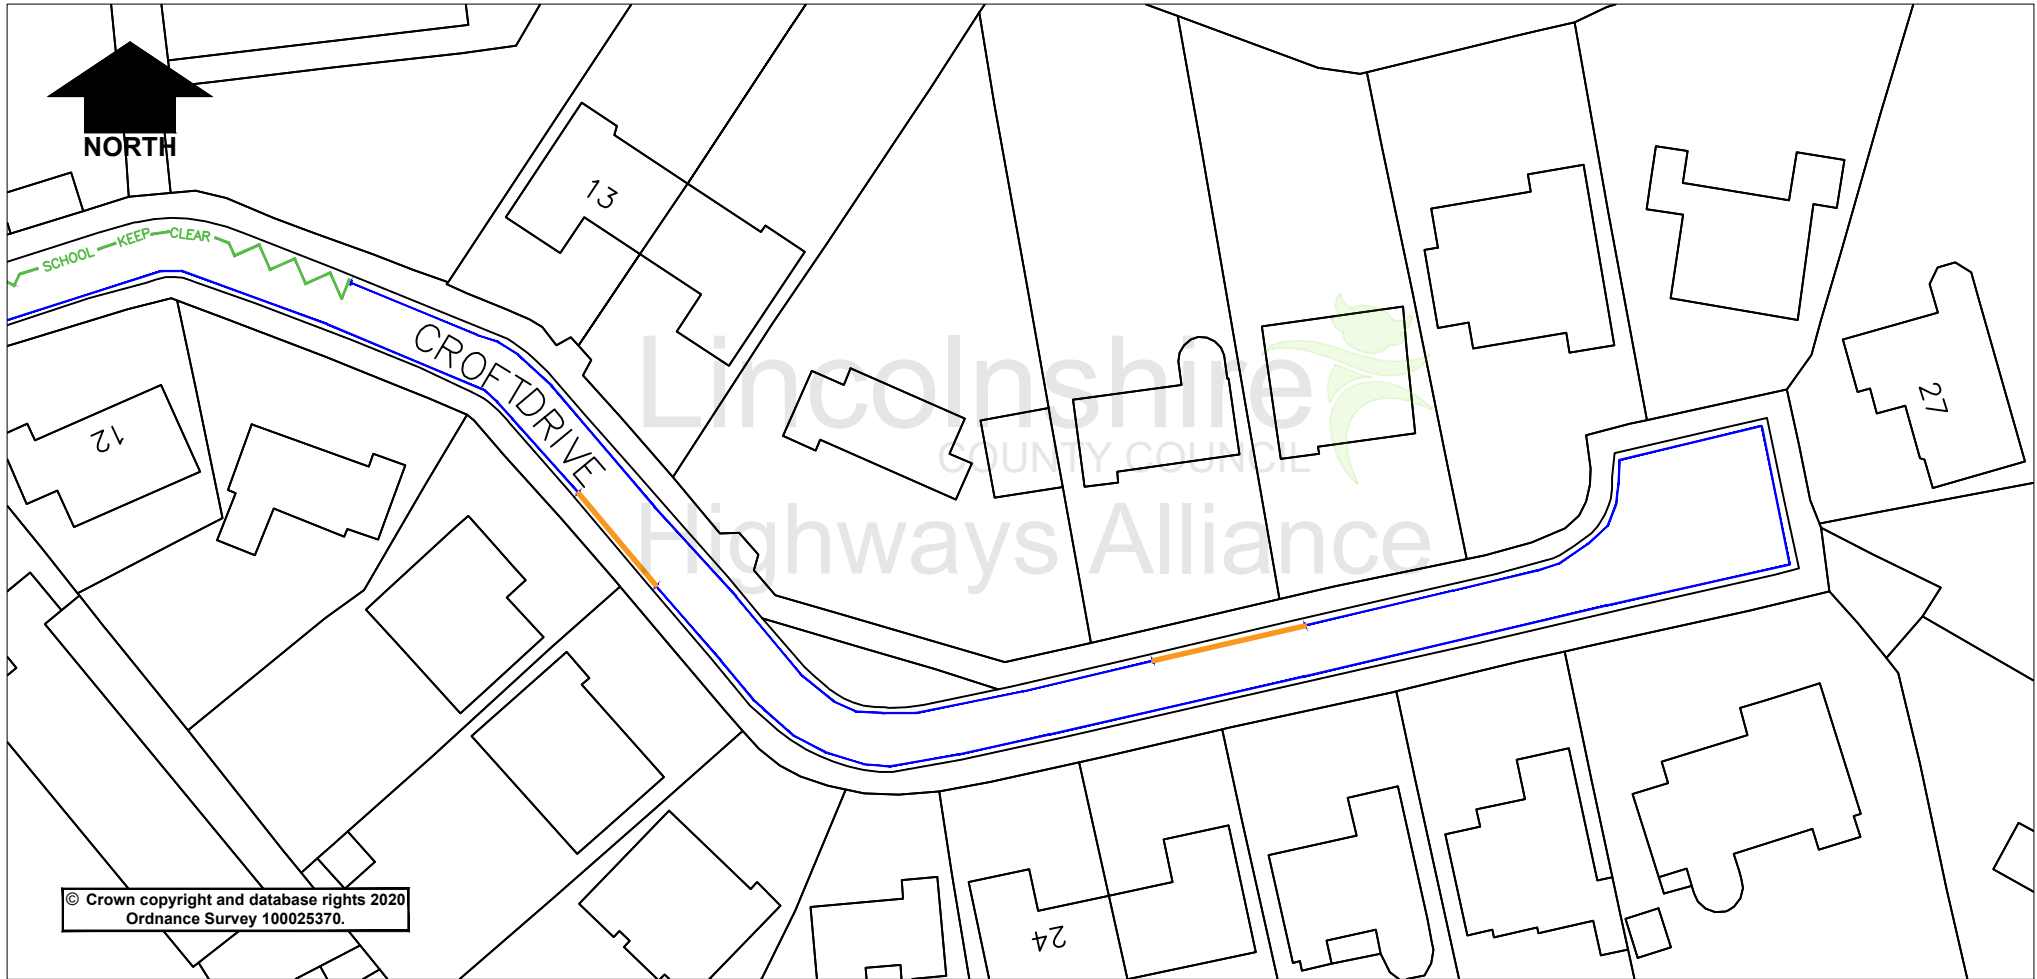 NORTH
13
SCHOOL KEEP CLEAR
CROFTDRIVE
Lincolnshire
COUNTY COUNCIL
Highways Alliance
12
27
24
© Crown copyright and database rights 2020
Ordnance Survey 100025370.